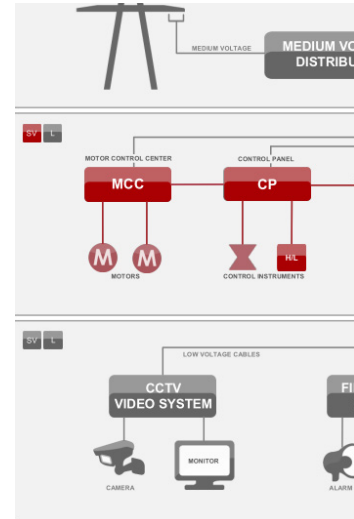 MEDIUM VOLTAGE
MEDIUM VO
DISTRIBU
SV L
MOTOR CONTROL CENTER
CONTROL PANEL
MCC
CP
M M
H/L
MOTORS
CONTROL INSTRUMENTS
SV L
LOW VOLTAGE CABLES
CCTV
VIDEO SYSTEM
FI
MONITOR
CAMERA
ALARM